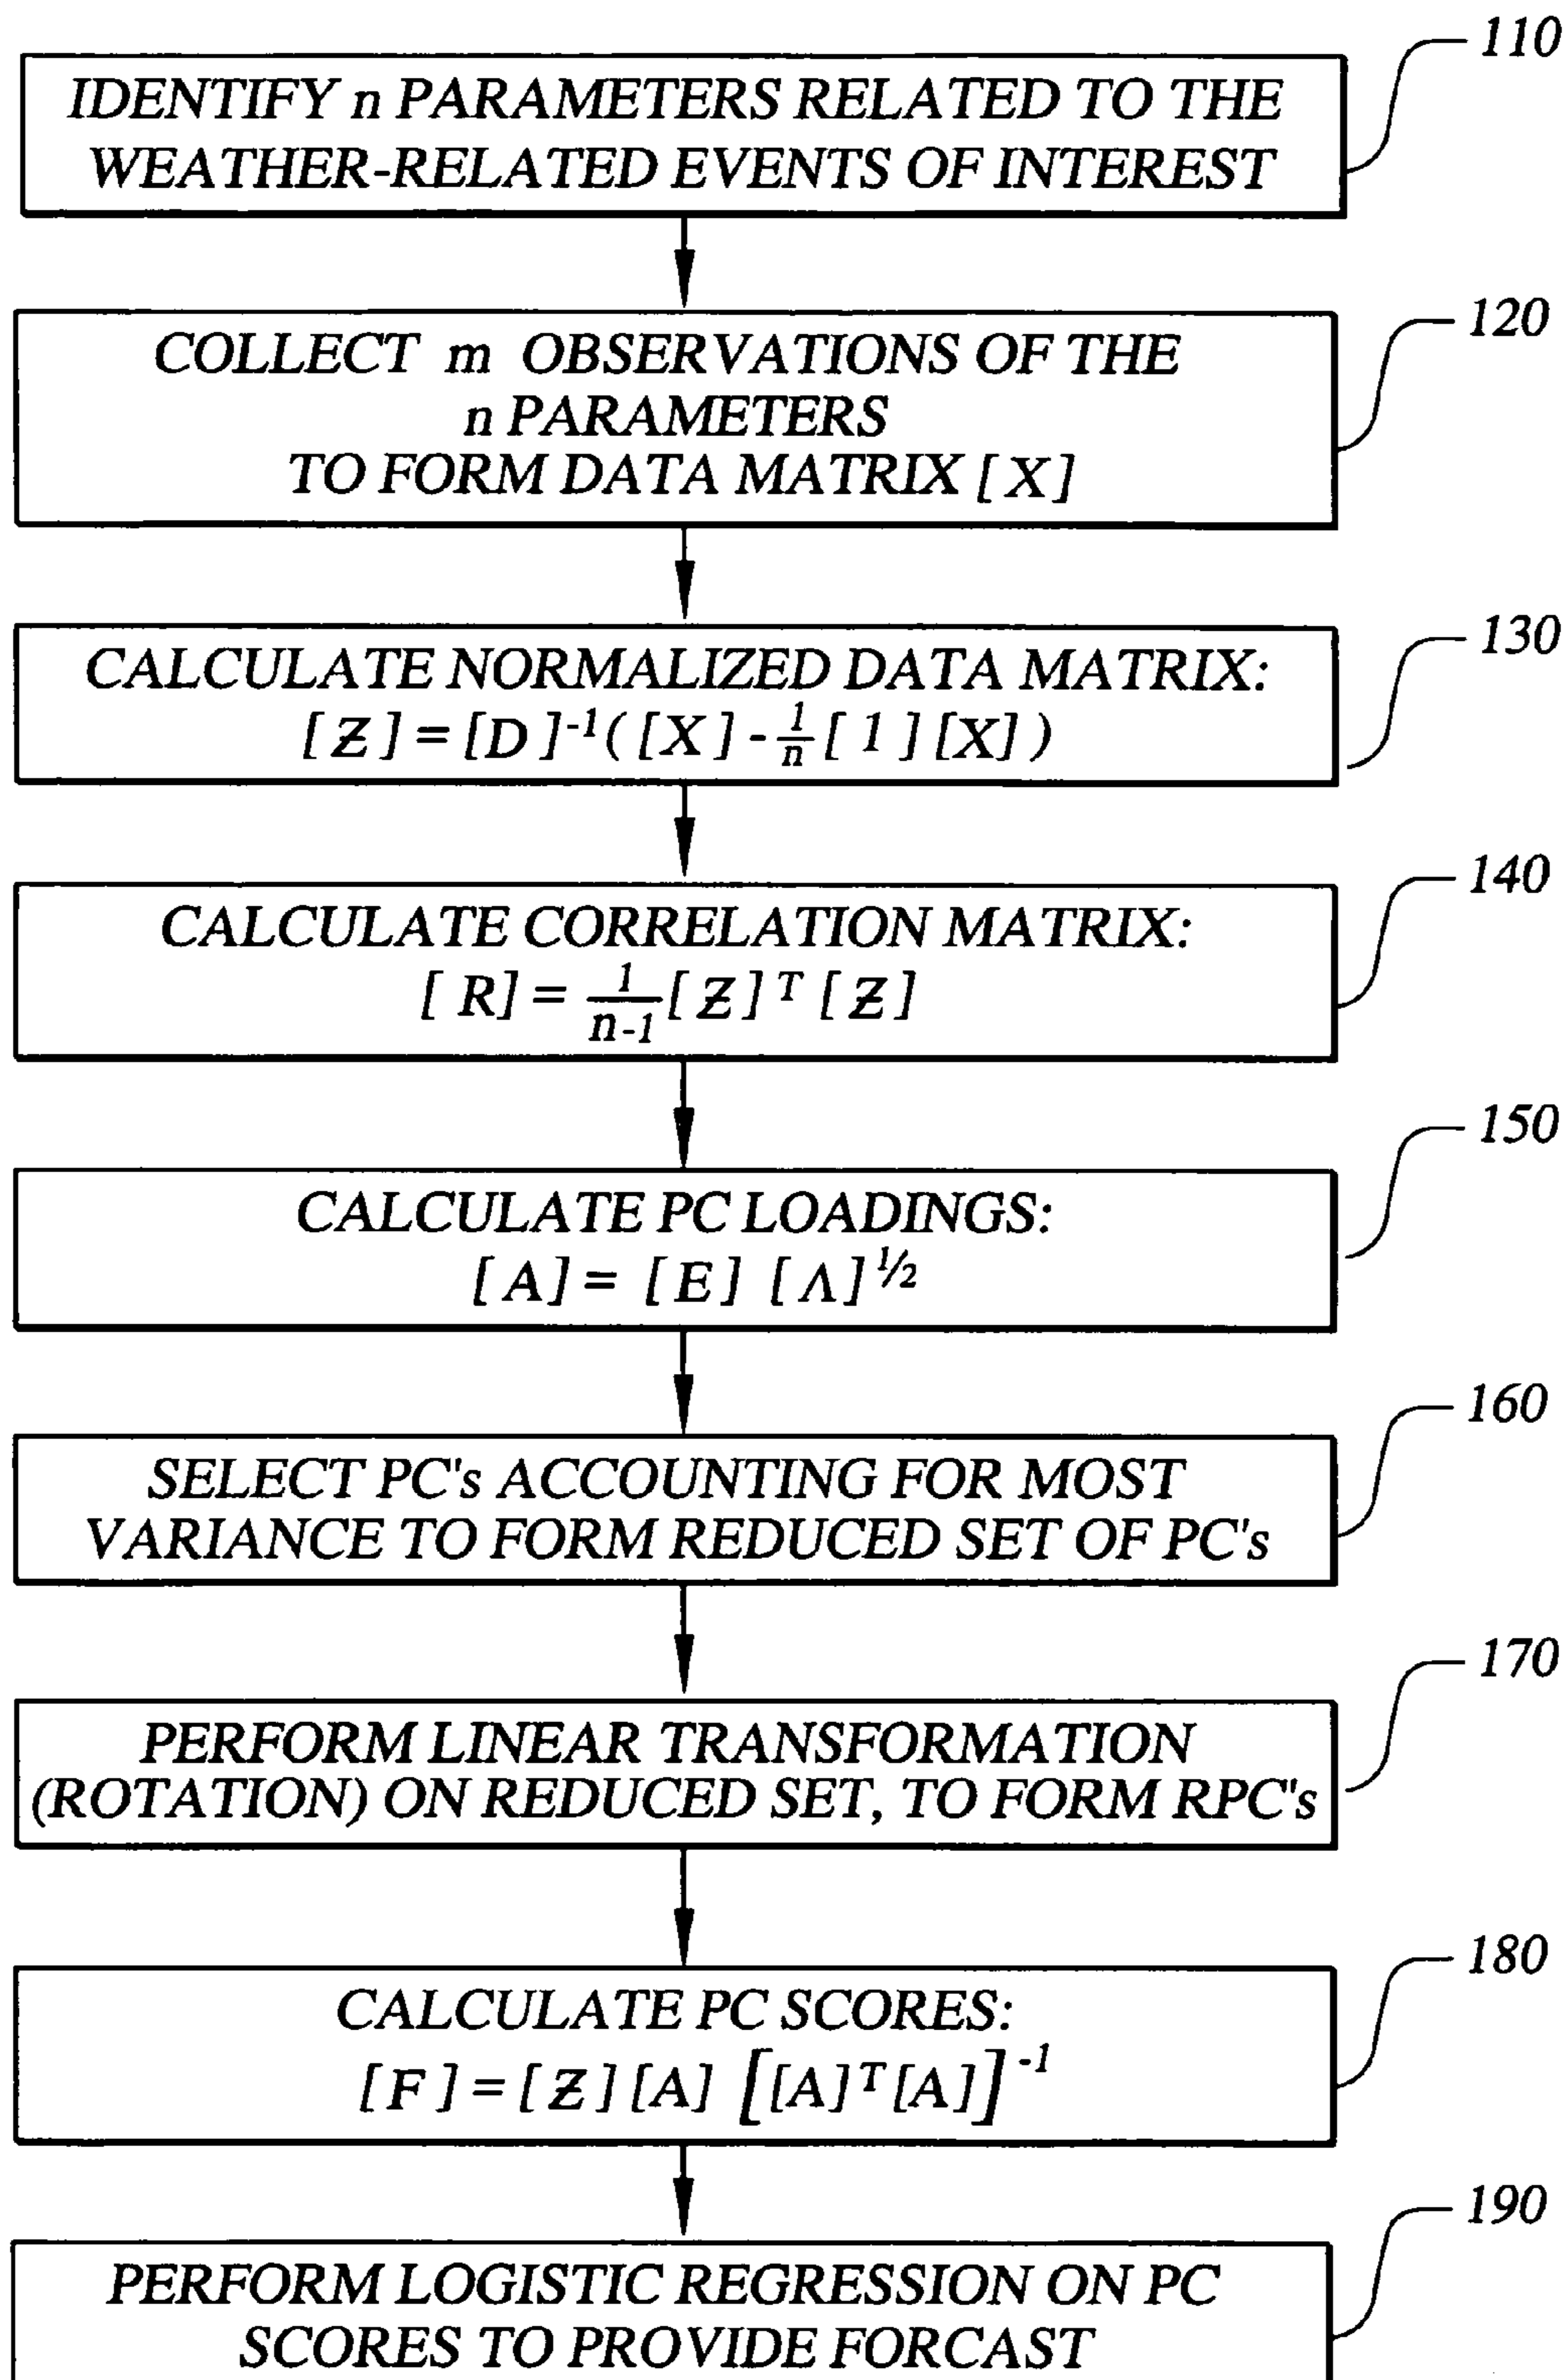 110
IDENTIFY n PARAMETERS RELATED TO THE
WEATHER-RELATED EVENTS OF INTEREST
120
COLLECT m OBSERVATIONS OF THE
n PARAMETERS
TO FORM DATA MATRIX [X]
130
CALCULATE NORMALIZED DATA MATRIX:
[Z] = [D]⁻¹([X] - 1/n [1][X])
140
CALCULATE CORRELATION MATRIX:
[R] = 1/n-1 [Z]ᵀ [Z]
150
CALCULATE PC LOADINGS:
[A] = [E] [Λ]^½
160
SELECT PC's ACCOUNTING FOR MOST
VARIANCE TO FORM REDUCED SET OF PC's
170
PERFORM LINEAR TRANSFORMATION
(ROTATION) ON REDUCED SET, TO FORM RPC's
180
CALCULATE PC SCORES:
[F] = [Z][A] [[A]ᵀ[A]]⁻¹
190
PERFORM LOGISTIC REGRESSION ON PC
SCORES TO PROVIDE FORCAST